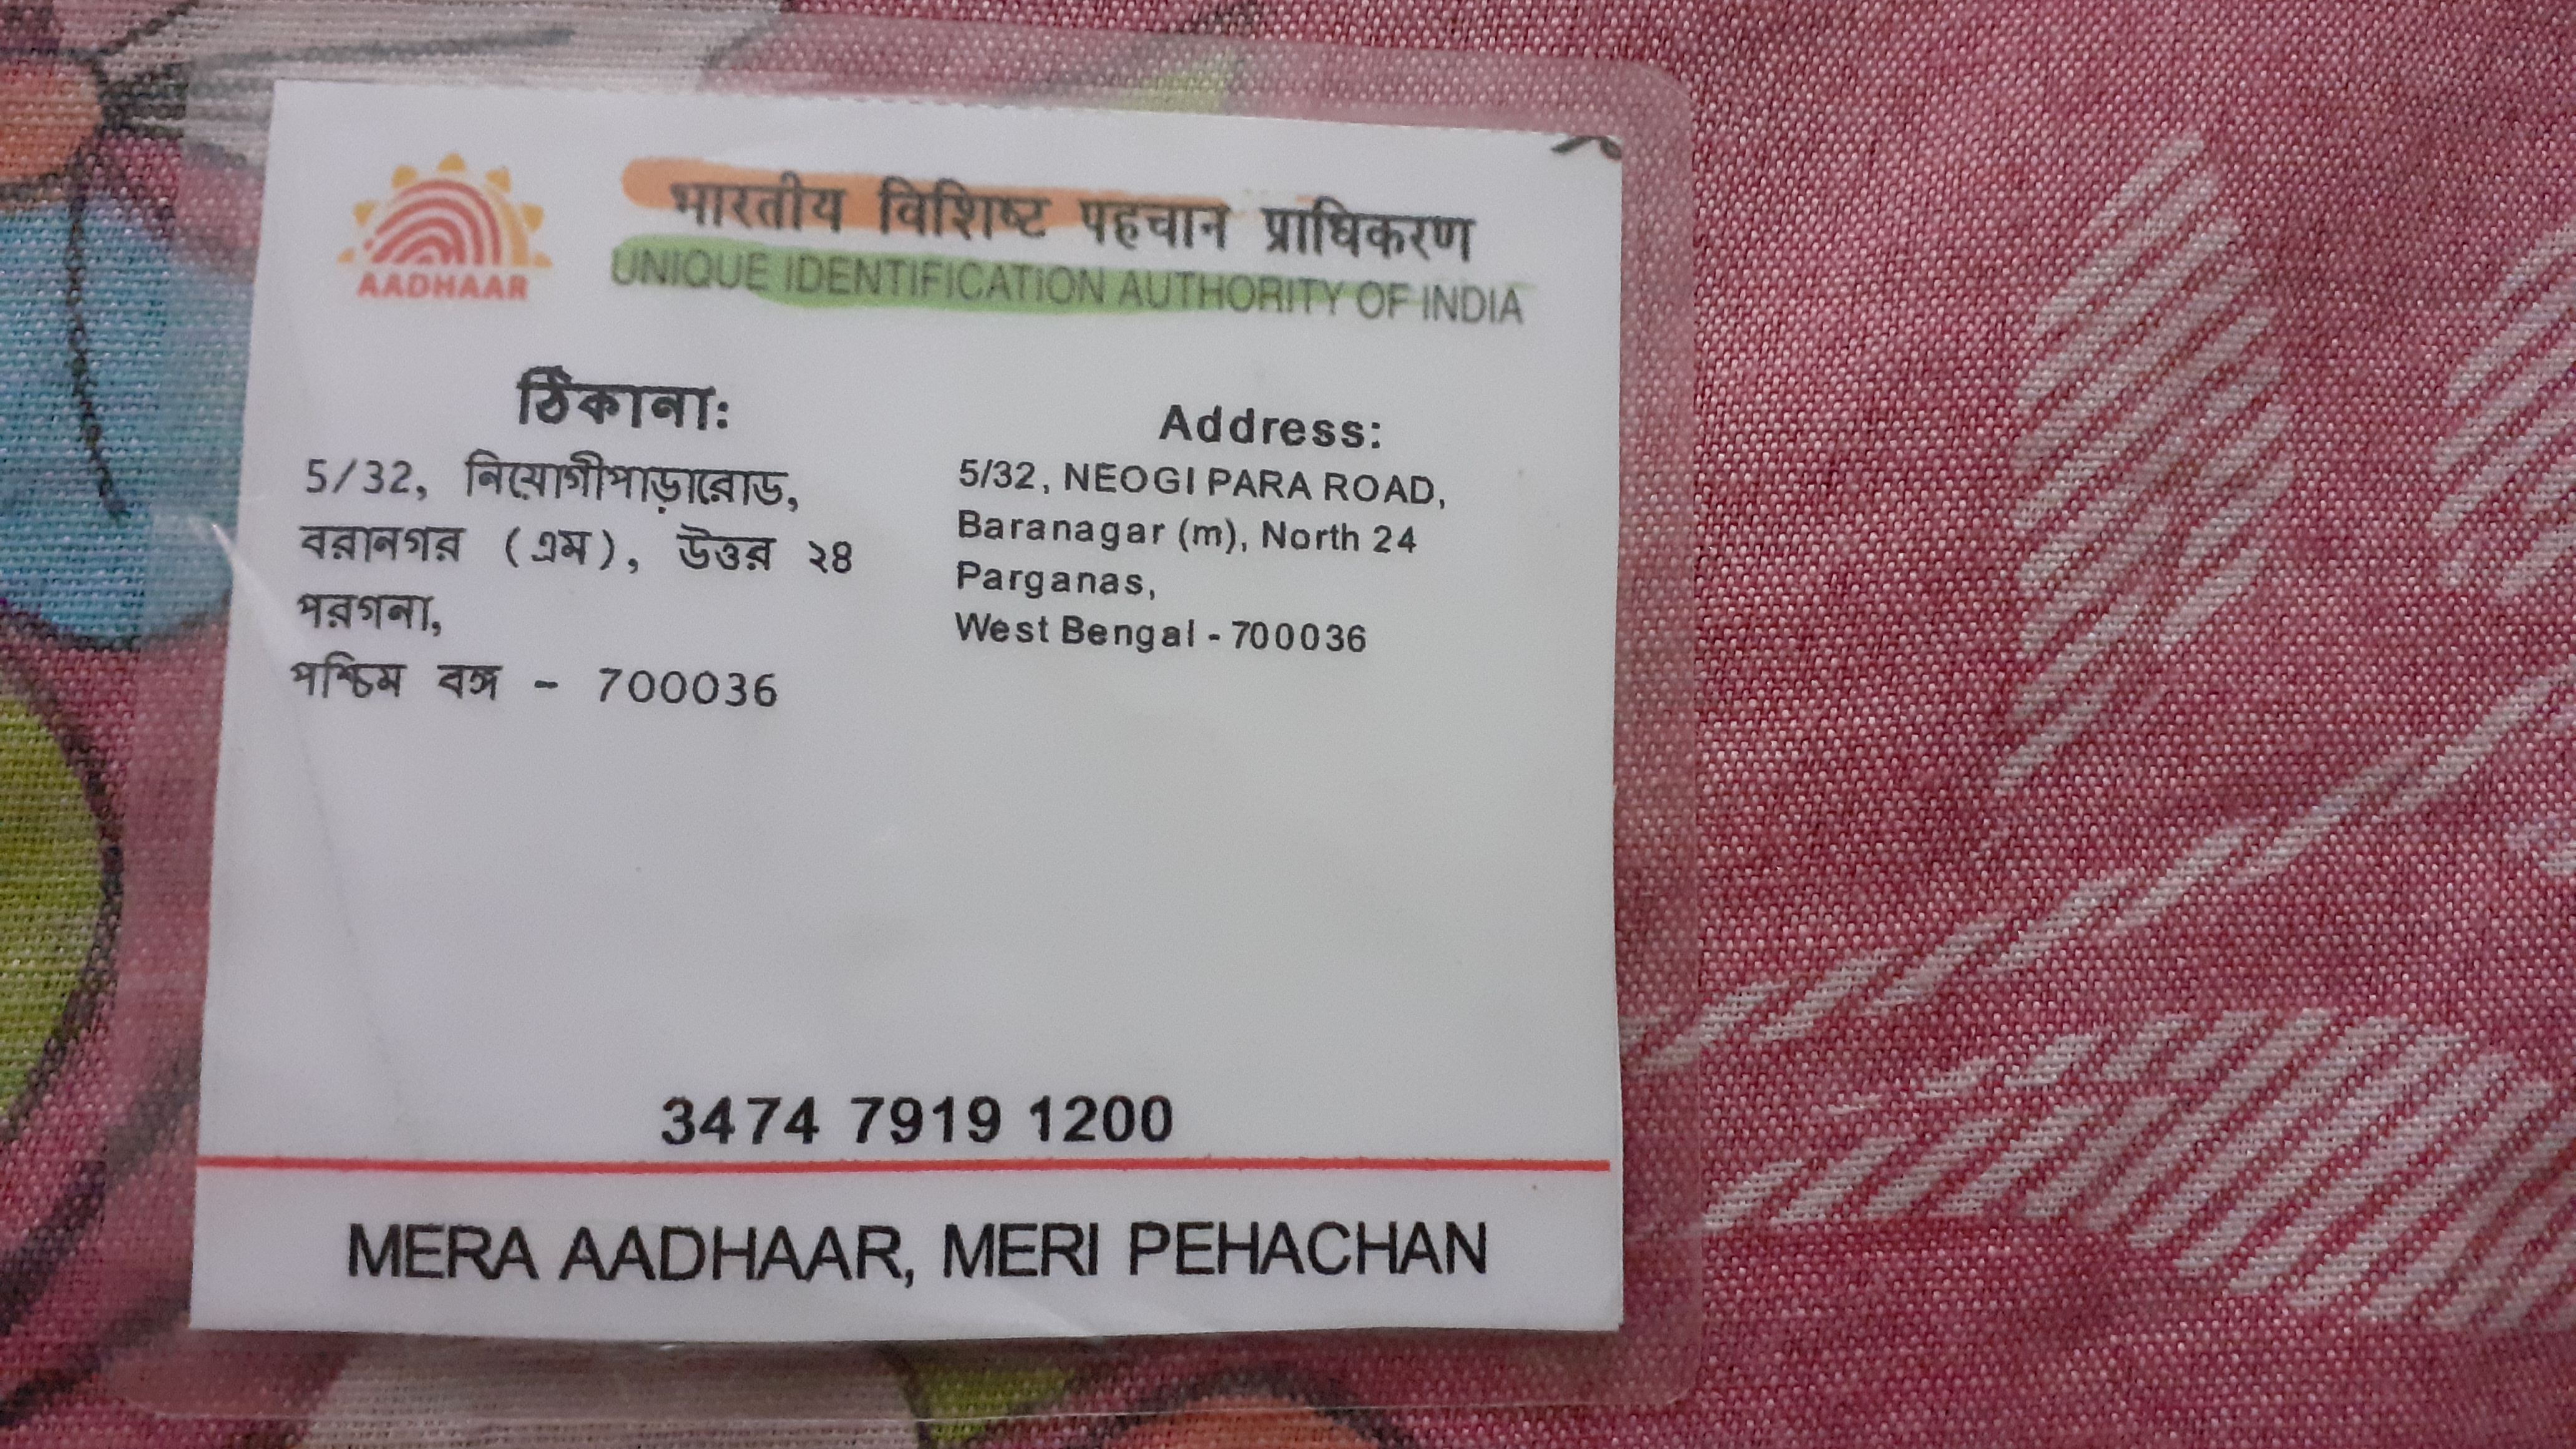 भारतीय विशिष्ट पहचान प्राधिकरण
UNIQUE IDENTIFICATION AUTHORITY OF INDIA
AADHAAR
ঠিকানা:
5/32, নিয়োগীপাড়ারোড,
বরানগর (এম), উত্তর ২৪
পরগনা,
পশ্চিম বঙ্গ - 700036
Address:
5/32, NEOGI PARA ROAD,
Baranagar (m), North 24
Parganas,
West Bengal - 700036
3474 7919 1200
MERA AADHAAR, MERI PEHACHAN